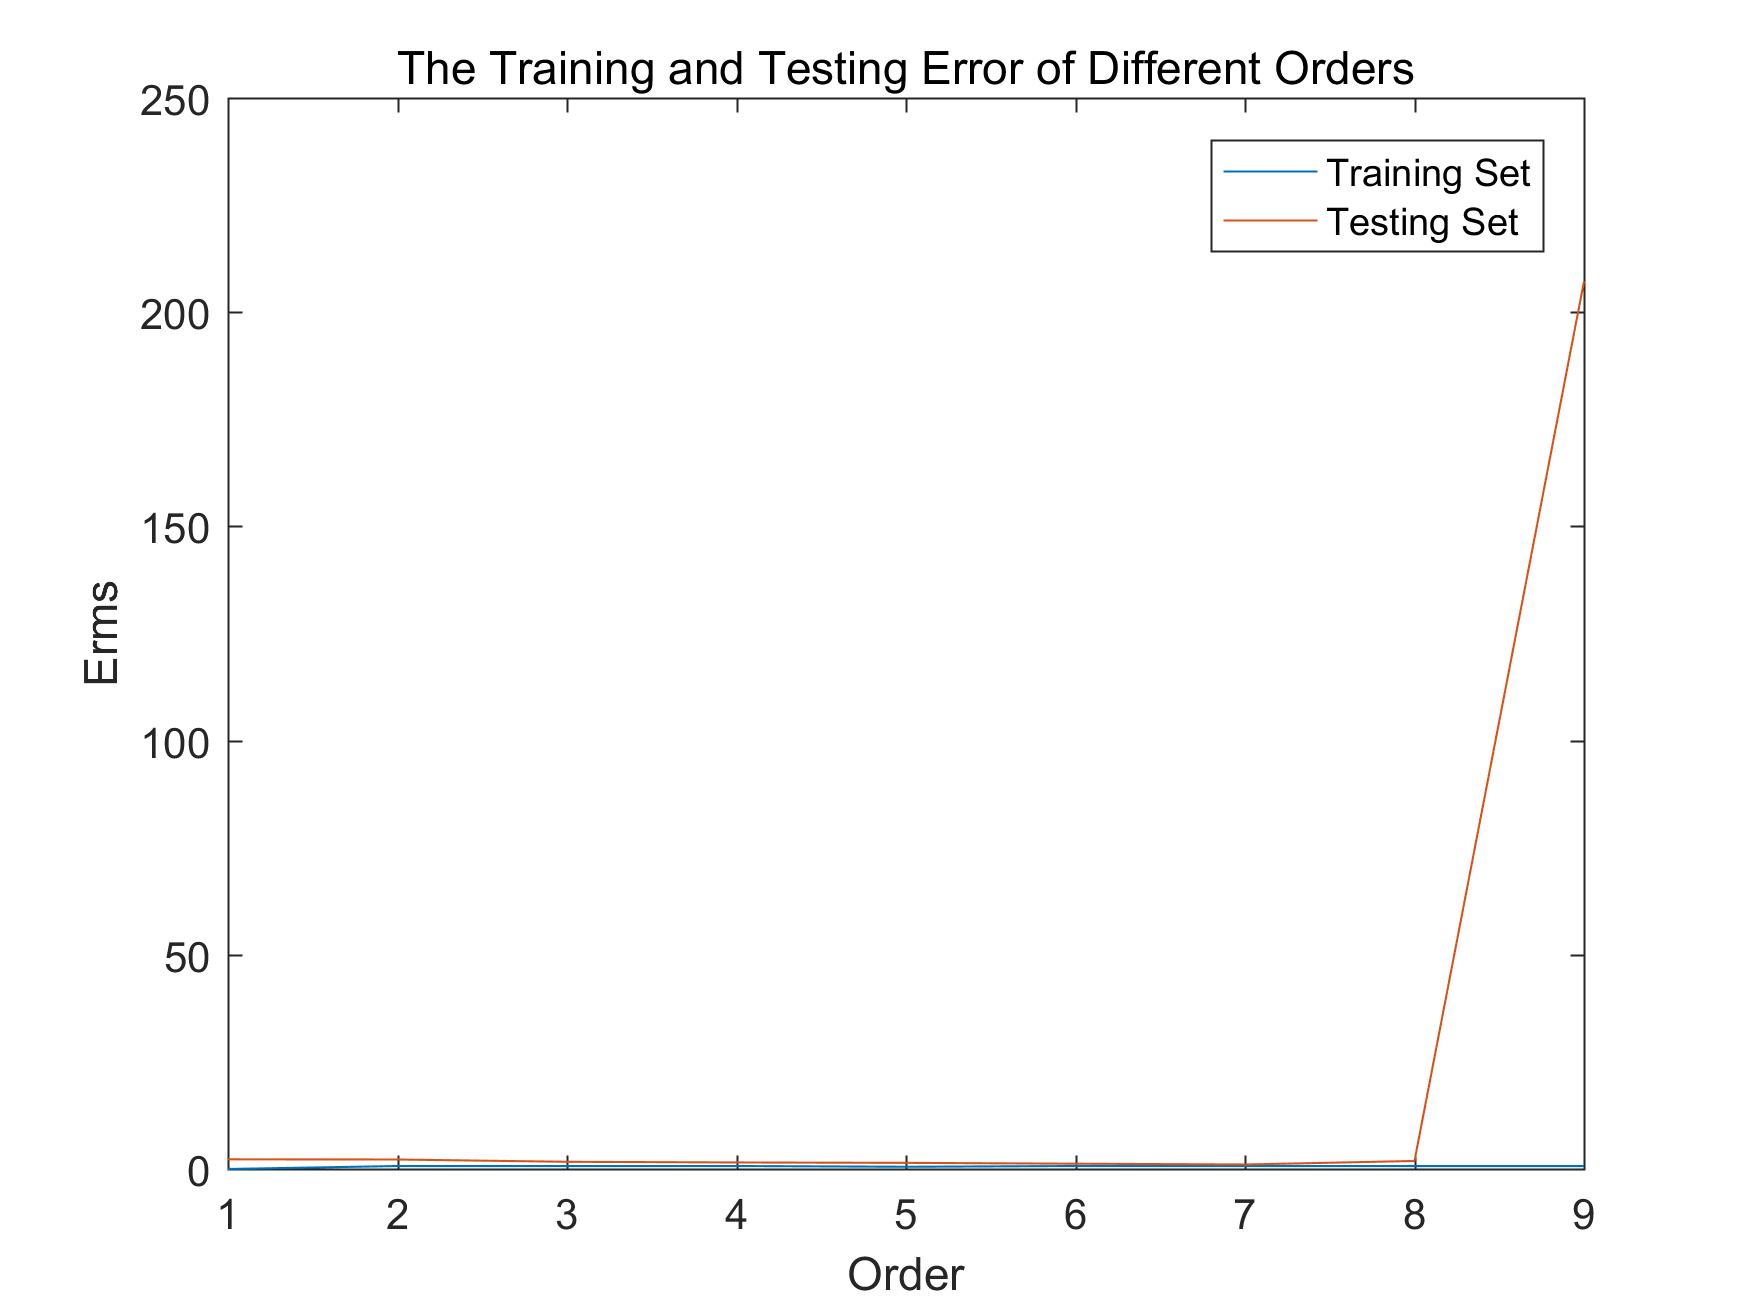 The Training and Testing Error of Different Orders
250
200
150
100
50
0
Erms
Training Set
Testing Set
1 2 3 4 5 6 7 8 9
Order